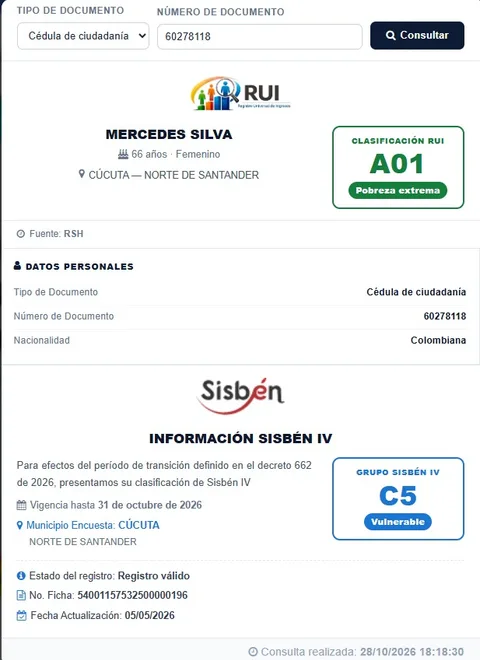 TIPO DE DOCUMENTO
NÚMERO DE DOCUMENTO
Cédula de ciudadanía
60278118
Consultar
RUI
Registro Universal de Ingresos
MERCEDES SILVA
66 años · Femenino
CÚCUTA — NORTE DE SANTANDER
CLASIFICACIÓN RUI
A01
Pobreza extrema
Fuente: RSH
DATOS PERSONALES
Tipo de Documento
Cédula de ciudadanía
Número de Documento
60278118
Nacionalidad
Colombiana
Sisbén
INFORMACIÓN SISBÉN IV
Para efectos del período de transición definido en el decreto 662
de 2026, presentamos su clasificación de Sisbén IV
Vigencia hasta 31 de octubre de 2026
Municipio Encuesta: CÚCUTA
NORTE DE SANTANDER
GRUPO SISBÉN IV
C5
Vulnerable
Estado del registro: Registro válido
No. Ficha: 54001157532500000196
Fecha Actualización: 05/05/2026
Consulta realizada: 28/10/2026 18:18:30